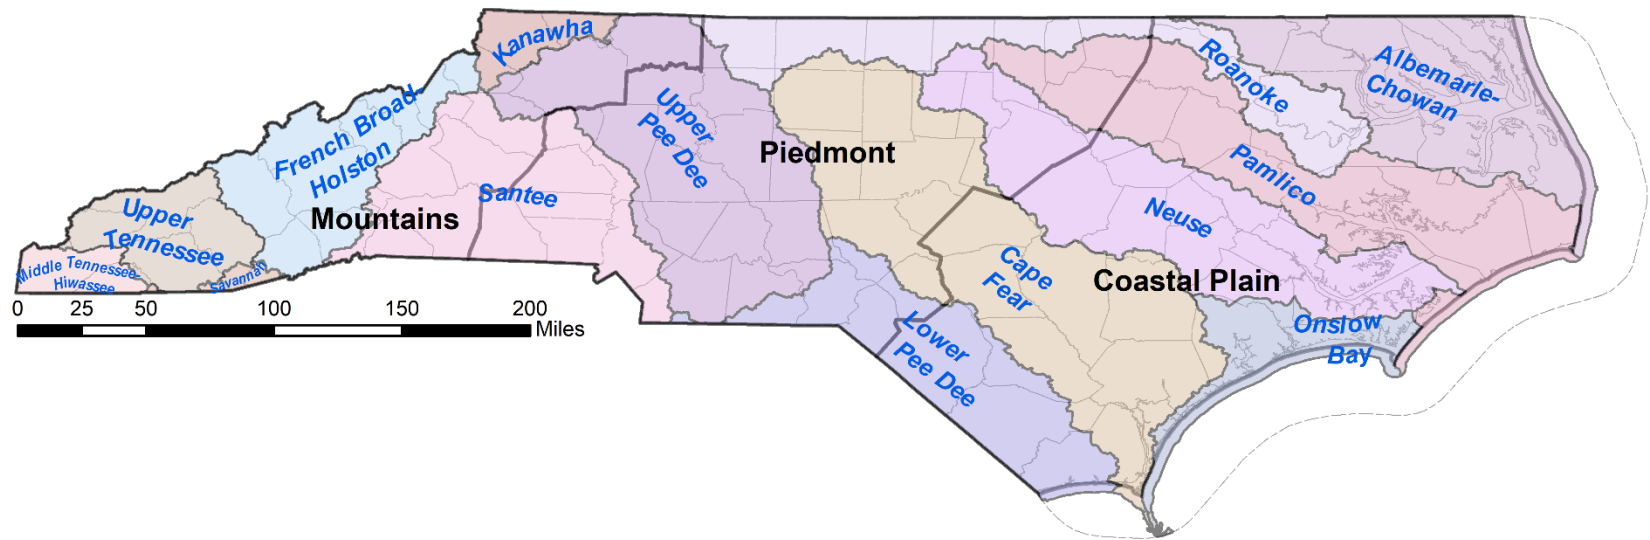 Kanawha
French Broad-
Holston
Upper
Tennessee
Middle Tennessee-
Hiwassee
Savannah
Mountains
Santee
Upper
Pee Dee
Piedmont
Roanoke
Albemarle-
Chowan
Pamlico
Neuse
Cape
Fear
Coastal Plain
Onslow
Bay
Lower
Pee Dee
0 25 50 100 150 200
Miles